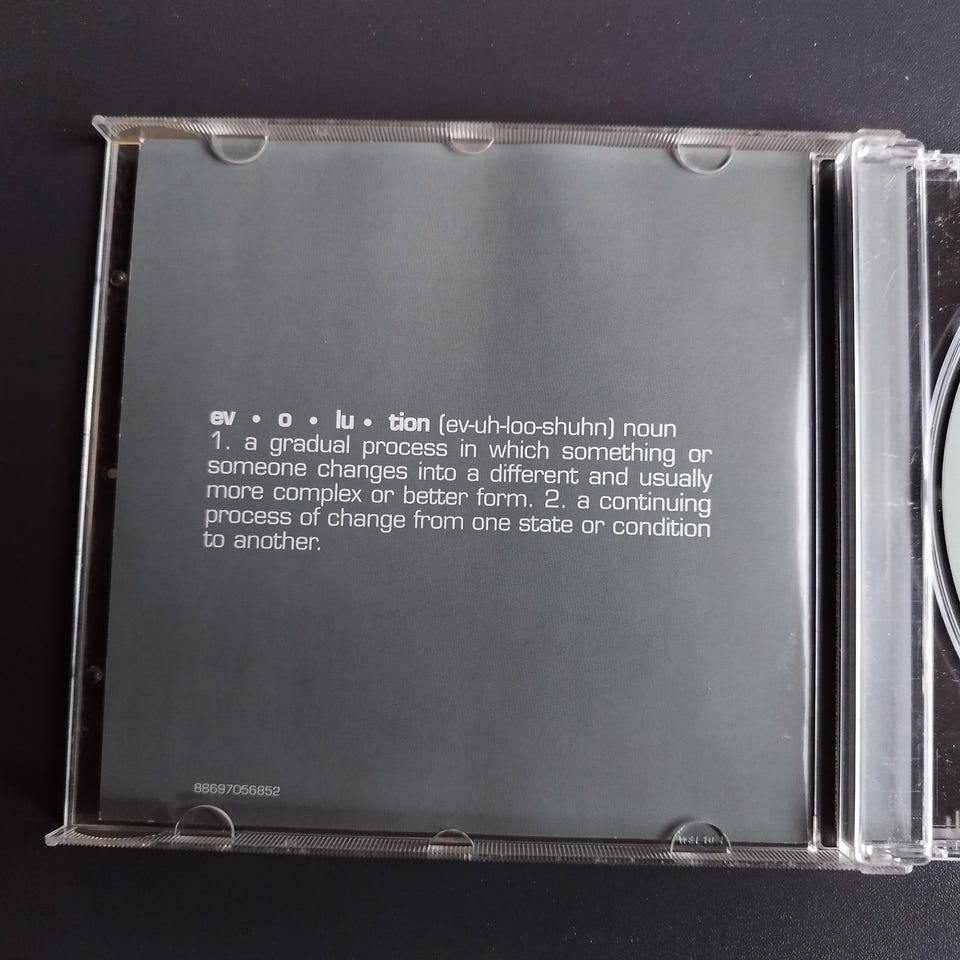 ev • o • lu • tion (ev-uh-loo-shuhn) noun
1. a gradual process in which something or
someone changes into a different and usually
more complex or better form. 2. a continuing
process of change from one state or condition
to another.
88697056852